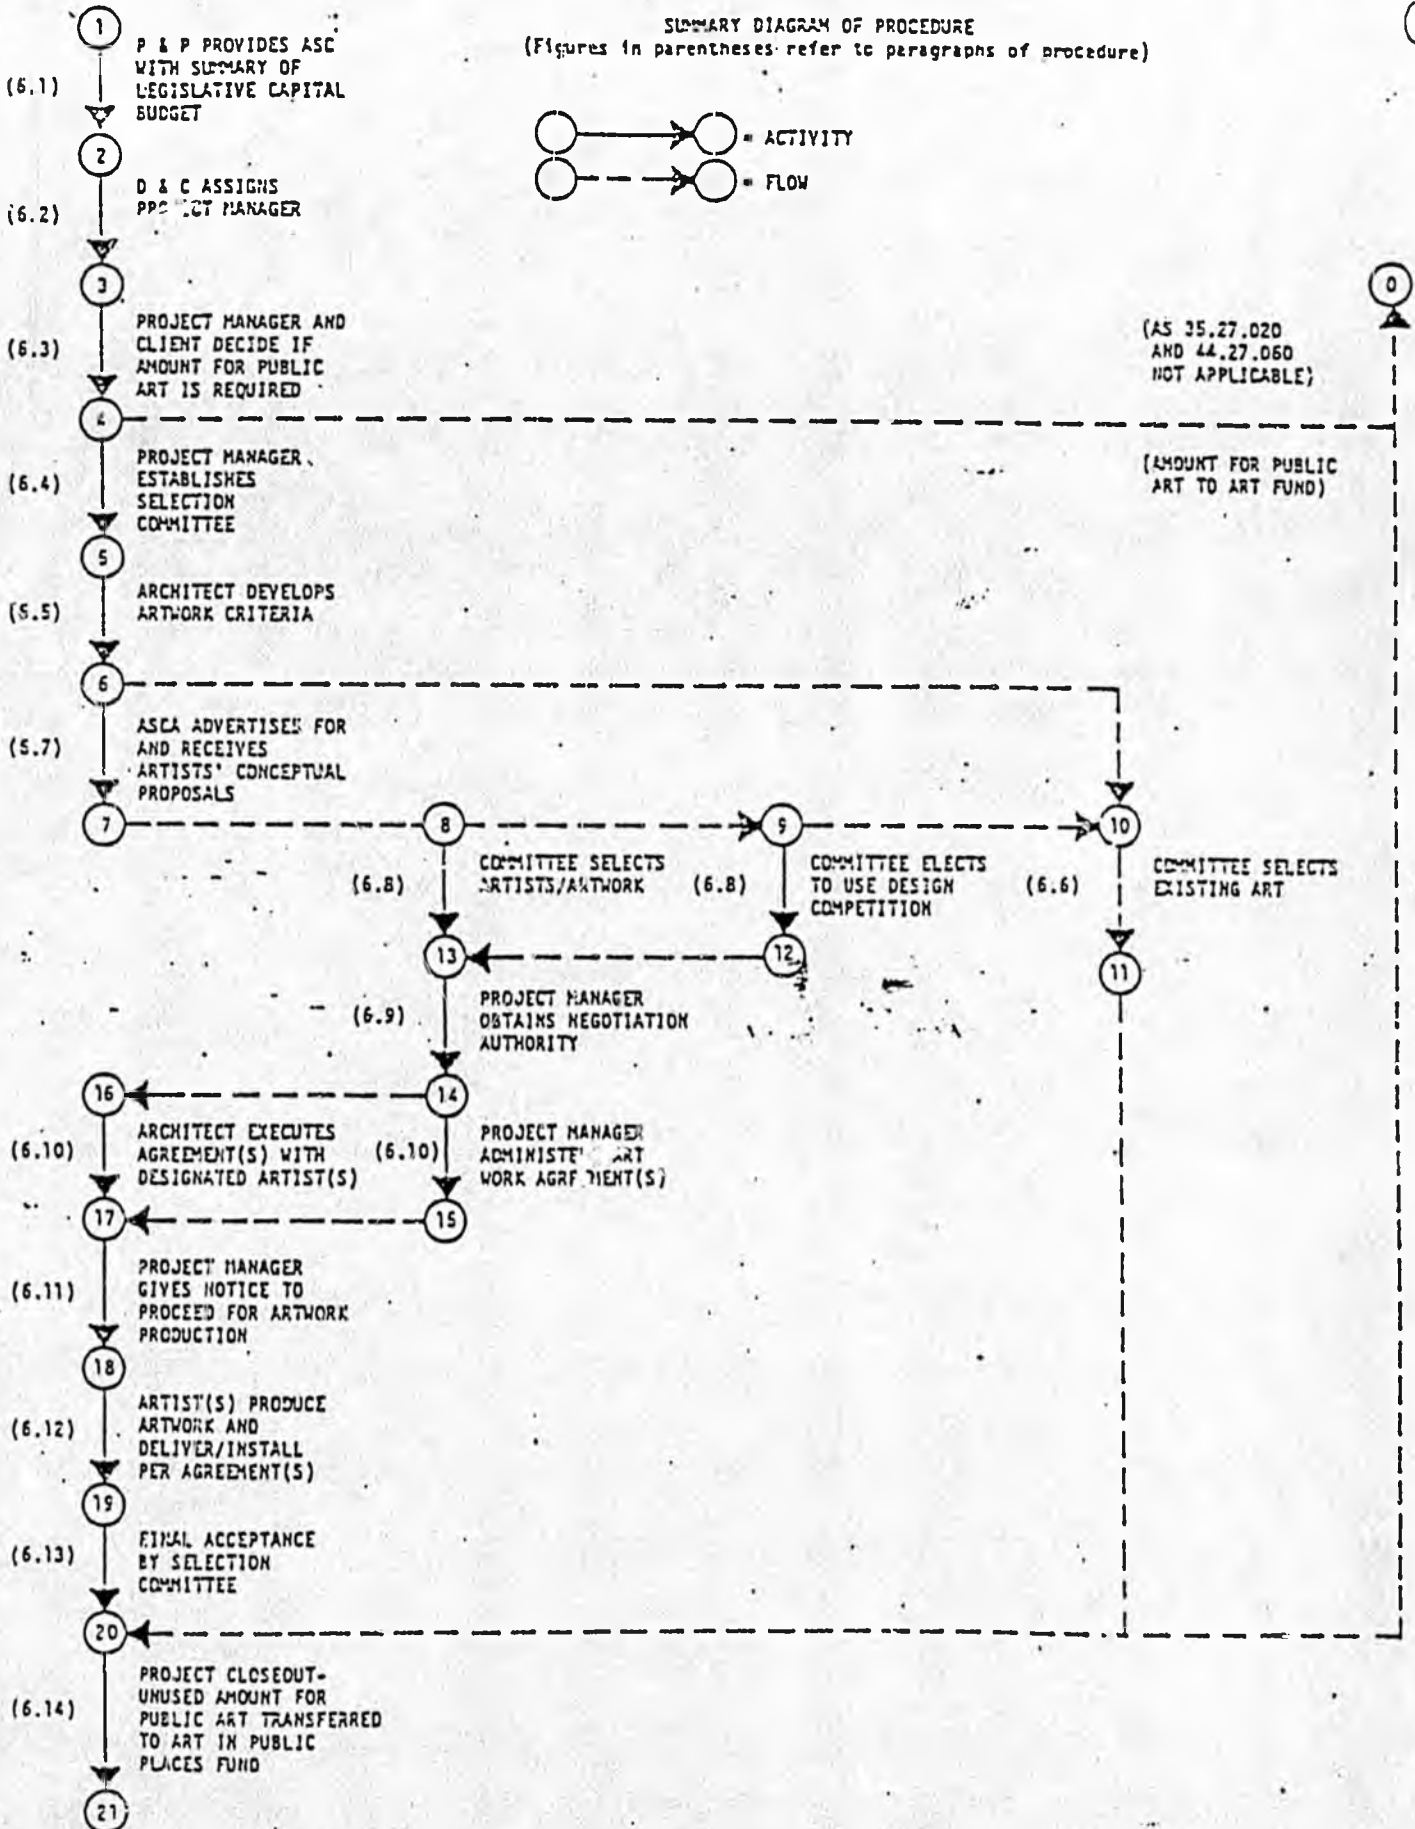 SUMMARY DIAGRAM OF PROCEDURE
(Figures in parentheses refer to paragraphs of procedure)
= ACTIVITY
= FLOW
1
(6.1)
P & P PROVIDES ASC
WITH SUMMARY OF
LEGISLATIVE CAPITAL
BUDGET
2
(6.2)
D & C ASSIGNS
MANAGER
3
0
(6.3)
PROJECT MANAGER AND
CLIENT DECIDE IF
AMOUNT FOR PUBLIC
ART IS REQUIRED
(AS 35.27.020
AND 44.27.060
NOT APPLICABLE)
4
(6.4)
PROJECT MANAGER
ESTABLISHES
SELECTION
COMMITTEE
(AMOUNT FOR PUBLIC
ART TO ART FUND)
5
(5.5)
ARCHITECT DEVELOPS
ARTWORK CRITERIA
6
(5.7)
ASCA ADVERTISES FOR
AND RECEIVES
ARTISTS' CONCEPTUAL
PROPOSALS
7
8
9
10
(6.8)
COMMITTEE SELECTS
ARTISTS/ARTWORK
(6.8)
COMMITTEE ELECTS
TO USE DESIGN
COMPETITION
(6.6)
COMMITTEE SELECTS
EXISTING ART
13
12
11
(6.9)
PROJECT MANAGER
OBTAINS NEGOTIATION
AUTHORITY
16
14
(6.10)
ARCHITECT EXECUTES
AGREEMENT(S) WITH
DESIGNATED ARTIST(S)
(6.10)
PROJECT MANAGER
ART
WORK
17
15
(6.11)
PROJECT MANAGER
GIVES NOTICE TO
PROCEED FOR ARTWORK
PRODUCTION
18
(6.12)
ARTIST(S) PRODUCE
ARTWORK AND
DELIVER/INSTALL
PER AGREEMENT(S)
19
(6.13)
FINAL ACCEPTANCE
BY SELECTION
COMMITTEE
20
(6.14)
PROJECT CLOSEOUT-
UNUSED AMOUNT FOR
PUBLIC ART TRANSFERRED
TO ART IN PUBLIC
PLACES FUND
21